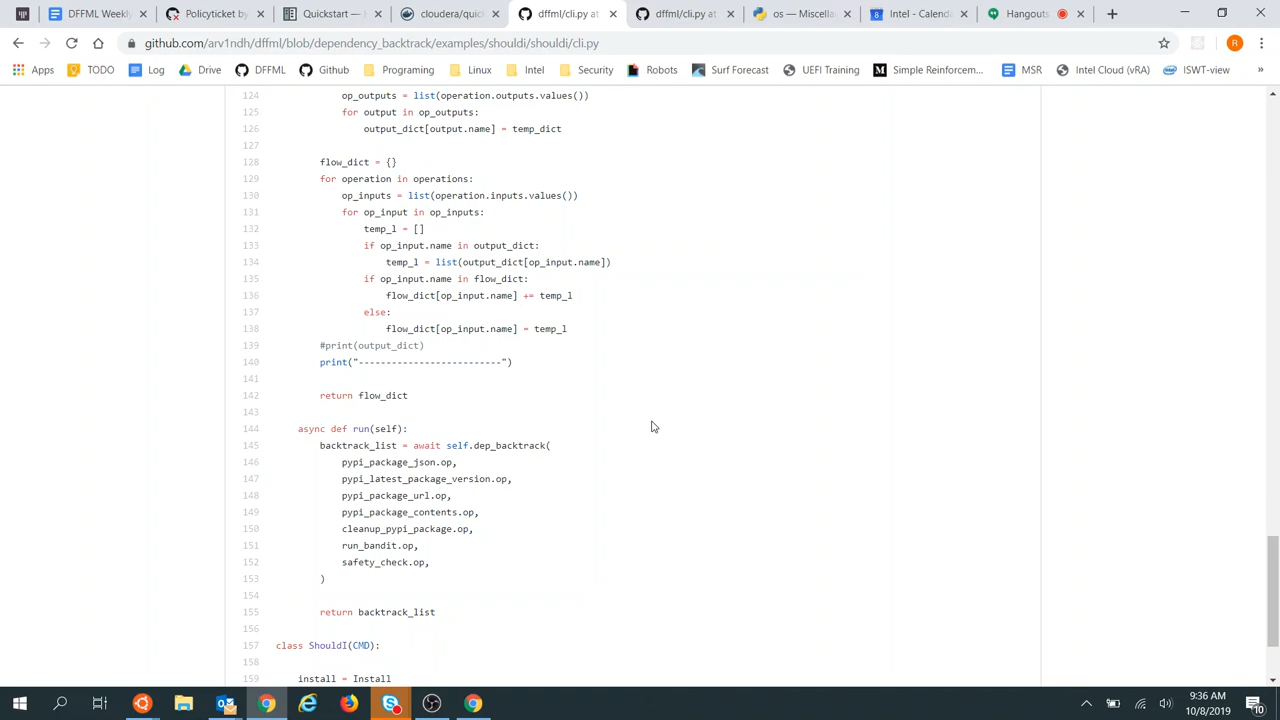 DFFML Weekly
Policyticket by
Quickstart —
cloudera/quic
dffml/cli.py at
dffml/cli.py at
os — Miscella
Intel - Calend
Hangouts
github.com/arv1ndh/dffml/blob/dependency_backtrack/examples/shouldi/shouldi/cli.py
Apps TODO Log Drive DFFML Github Programing Linux Intel Security Robots Surf Forecast UEFI Training Simple Reinforcem... MSR Intel Cloud (vRA) ISWT-view »
124 op_outputs = list(operation.outputs.values())
125 for output in op_outputs:
126 output_dict[output.name] = temp_dict
127
128 flow_dict = {}
129 for operation in operations:
130 op_inputs = list(operation.inputs.values())
131 for op_input in op_inputs:
132 temp_l = []
133 if op_input.name in output_dict:
134 temp_l = list(output_dict[op_input.name])
135 if op_input.name in flow_dict:
136 flow_dict[op_input.name] += temp_l
137 else:
138 flow_dict[op_input.name] = temp_l
139 #print(output_dict)
140 print("--------------------------")
141
142 return flow_dict
143
144 async def run(self):
145 backtrack_list = await self.dep_backtrack(
146 pypi_package_json.op,
147 pypi_latest_package_version.op,
148 pypi_package_url.op,
149 pypi_package_contents.op,
150 cleanup_pypi_package.op,
151 run_bandit.op,
152 safety_check.op,
153 )
154
155 return backtrack_list
156
157 class ShouldI(CMD):
158
159 install = Install
9:36 AM
10/8/2019
10